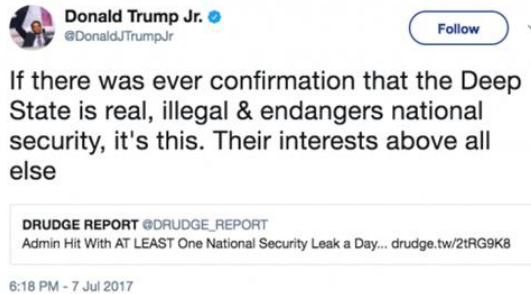 Donald Trump Jr.
@DonaldJTrumpJr
Follow
If there was ever confirmation that the Deep
State is real, illegal & endangers national
security, it's this. Their interests above all
else
DRUDGE REPORT @DRUDGE_REPORT
Admin Hit With AT LEAST One National Security Leak a Day... drudge.tw/2tRG9K8
6:18 PM - 7 Jul 2017